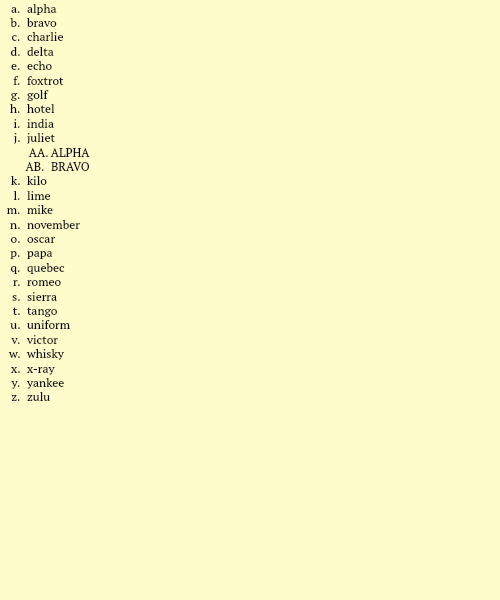 a. alpha
b. bravo
c. charlie
d. delta
e. echo
f. foxtrot
g. golf
h. hotel
i. india
j. juliet
AA. ALPHA
AB. BRAVO
k. kilo
l. lime
m. mike
n. november
o. oscar
p. papa
q. quebec
r. romeo
s. sierra
t. tango
u. uniform
v. victor
w. whisky
x. x-ray
y. yankee
z. zulu